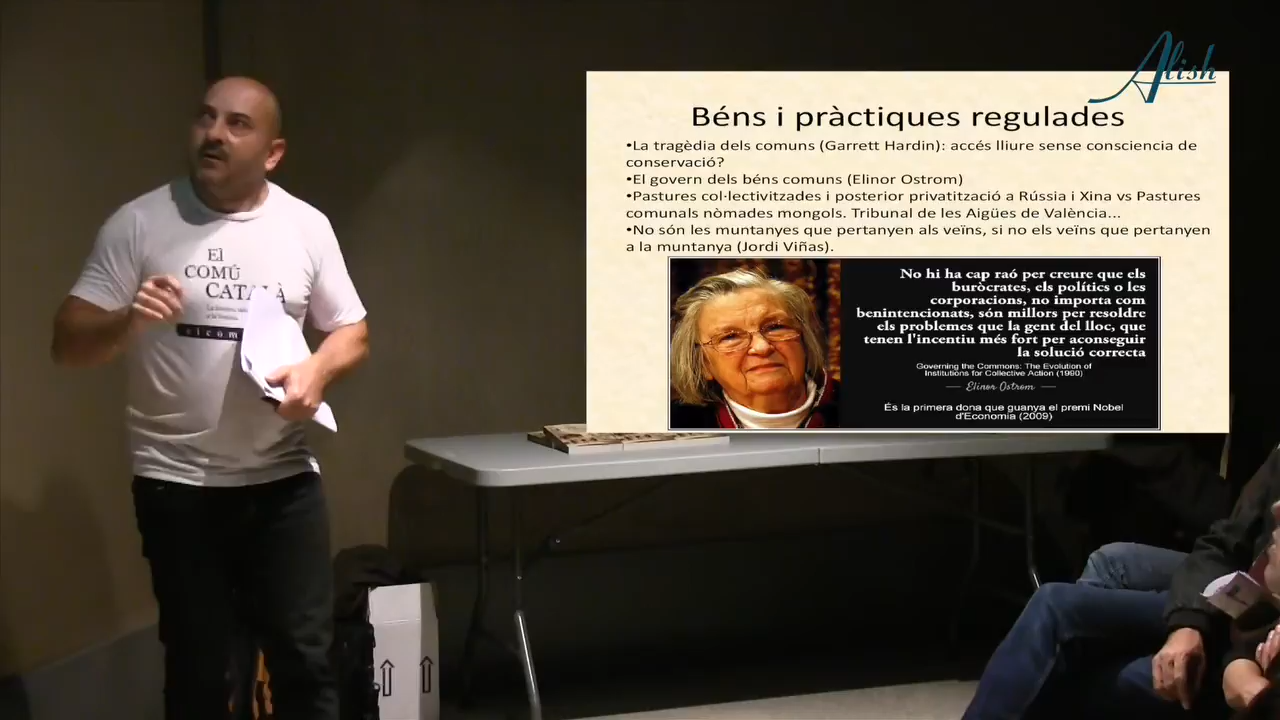 Alish
Béns i pràctiques regulades
•La tragèdia dels comuns (Garrett Hardin): accés lliure sense consciencia de
conservació?
•El govern dels béns comuns (Elinor Ostrom)
•Pastures col·lectivitzades i posterior privatització a Rússia i Xina vs Pastures
comunals nòmades mongols. Tribunal de les Aigües de València...
•No són les muntanyes que pertanyen als veïns, si no els veïns que pertanyen
a la muntanya (Jordi Viñas).
No hi ha cap raó per creure que els
buròcrates, els polítics o les
corporacions, no importa com
benintencionats, són millors per resoldre
els problemes que la gent del lloc, que
tenen l'incentiu més fort per aconseguir
la solució correcta
Governing the Commons: The Evolution of
Institutions for Collective Action (1990)
Elinor Ostrom
És la primera dona que guanya el premi Nobel
d'Economia (2009)
El
COMÚ
CATALÀ